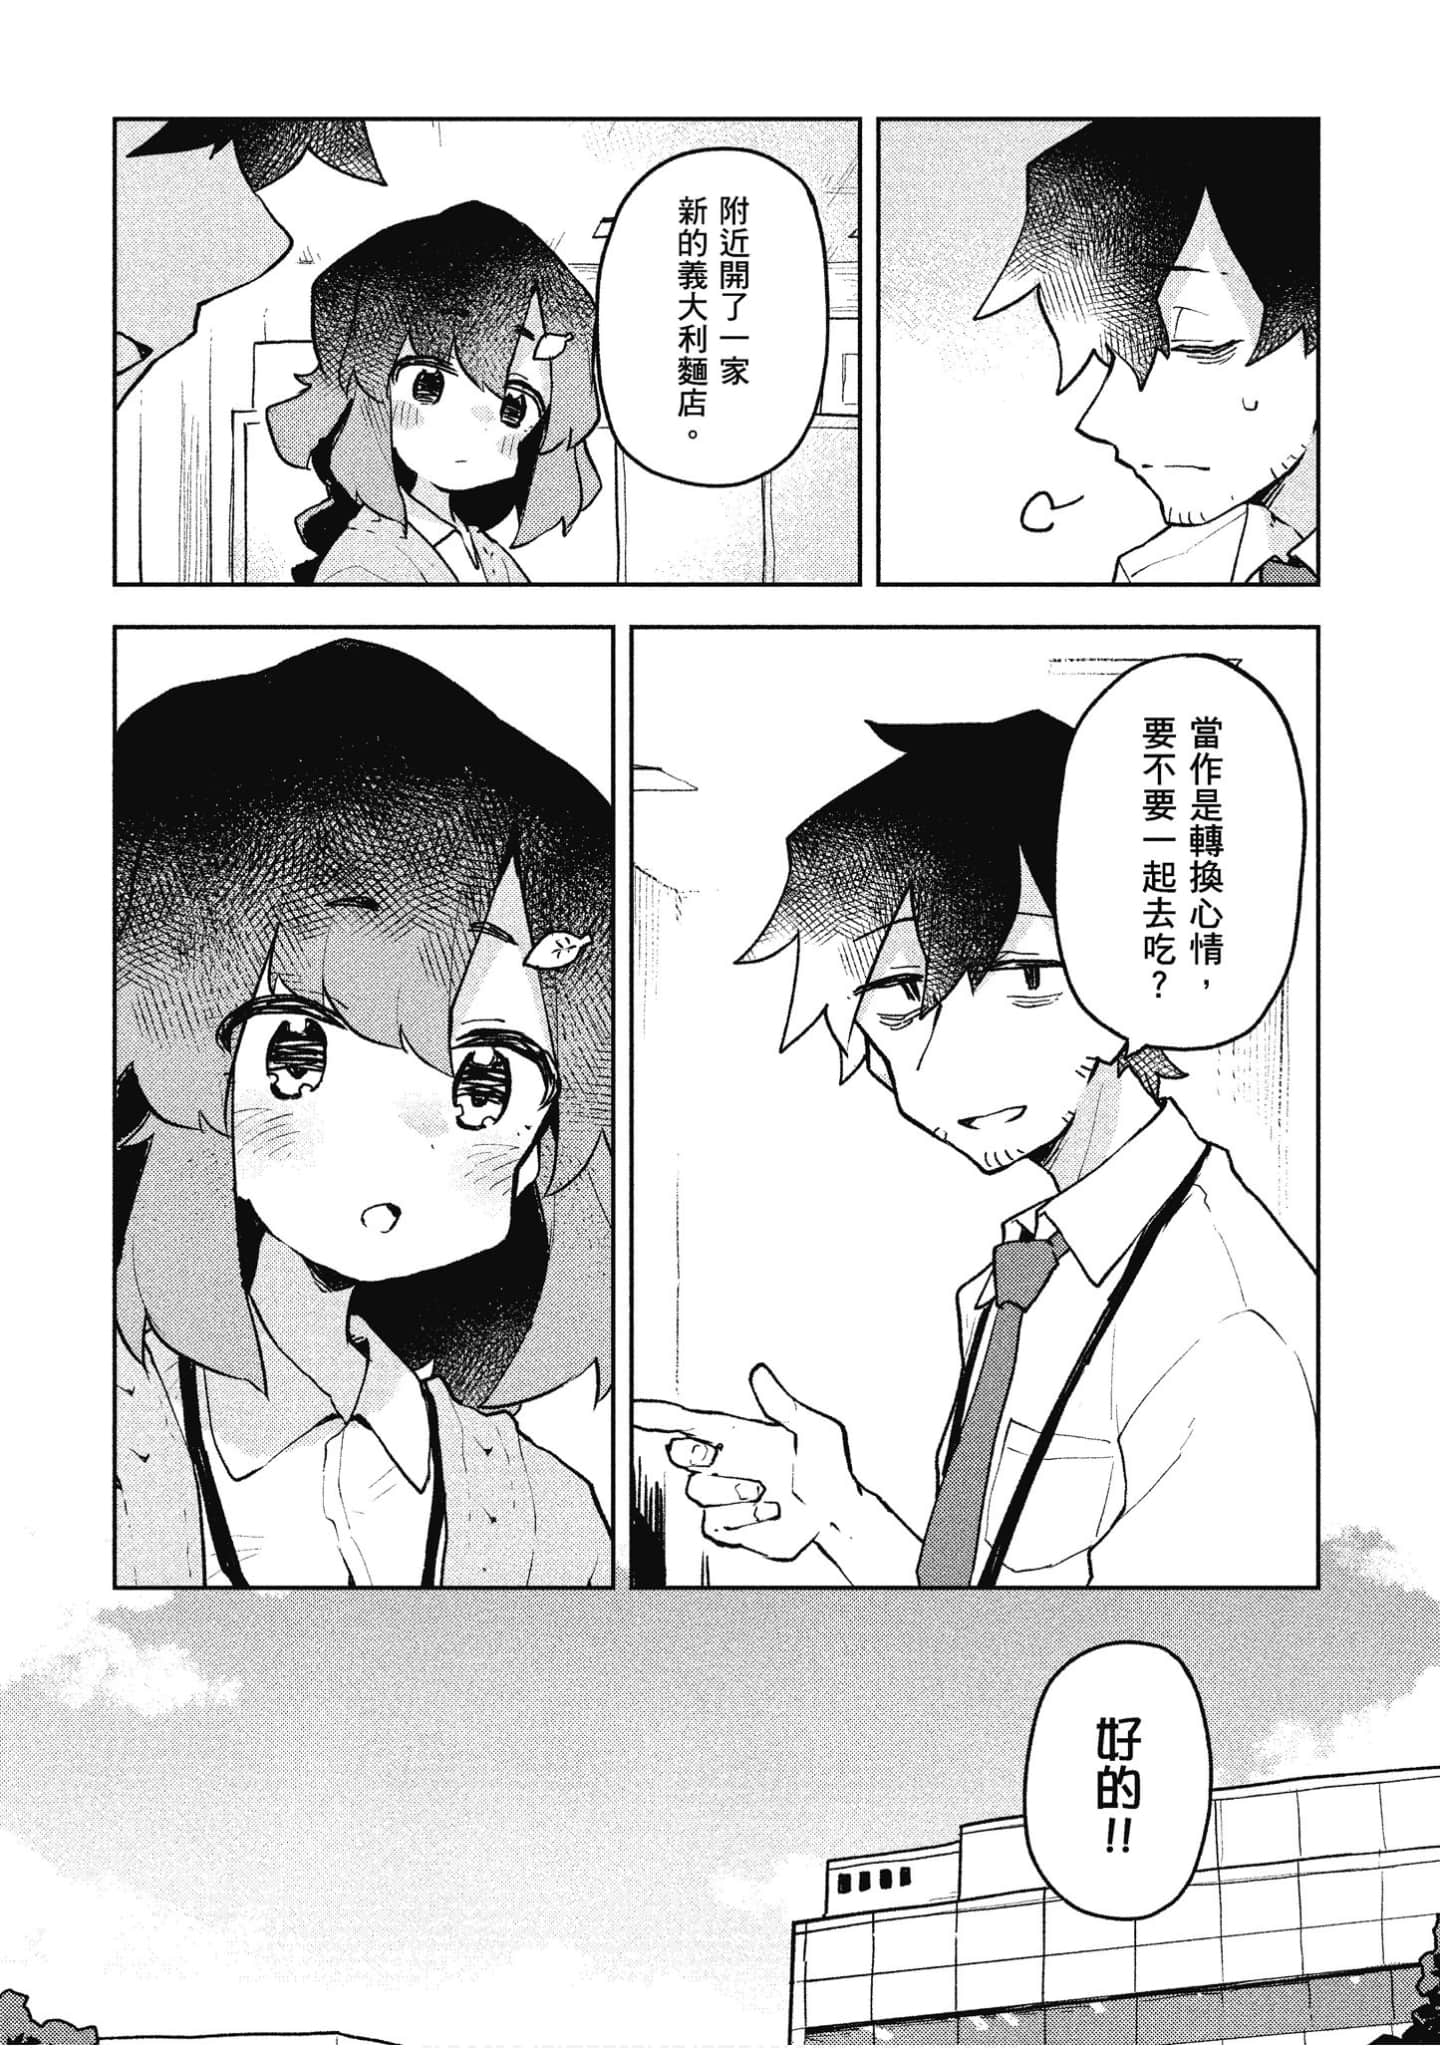 附近開了一家
新的義大利麵店。
當作是轉換心情，
要不要一起去吃？
好的!!